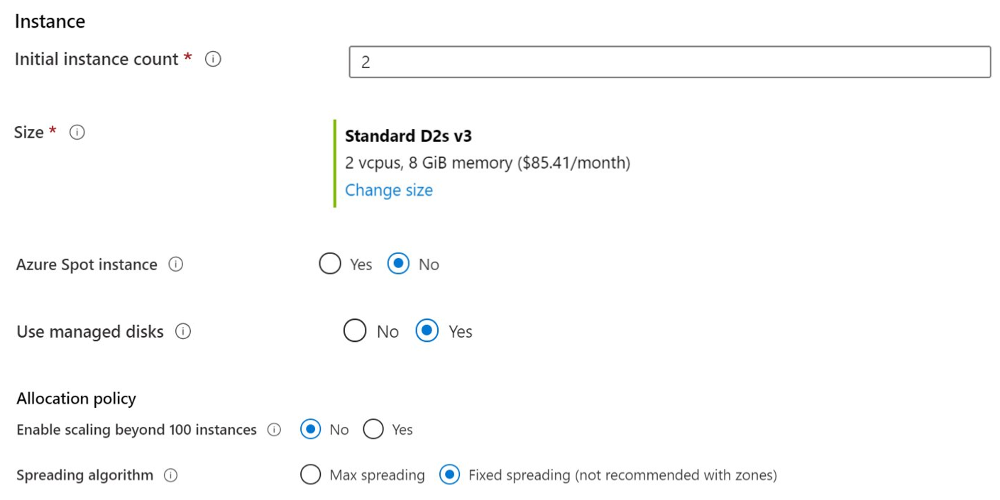 Instance
Initial instance count * 2
Size * Standard D2s v3
2 vcpus, 8 GiB memory ($85.41/month)
Change size
Azure Spot instance Yes No
Use managed disks No Yes
Allocation policy
Enable scaling beyond 100 instances No Yes
Spreading algorithm Max spreading Fixed spreading (not recommended with zones)